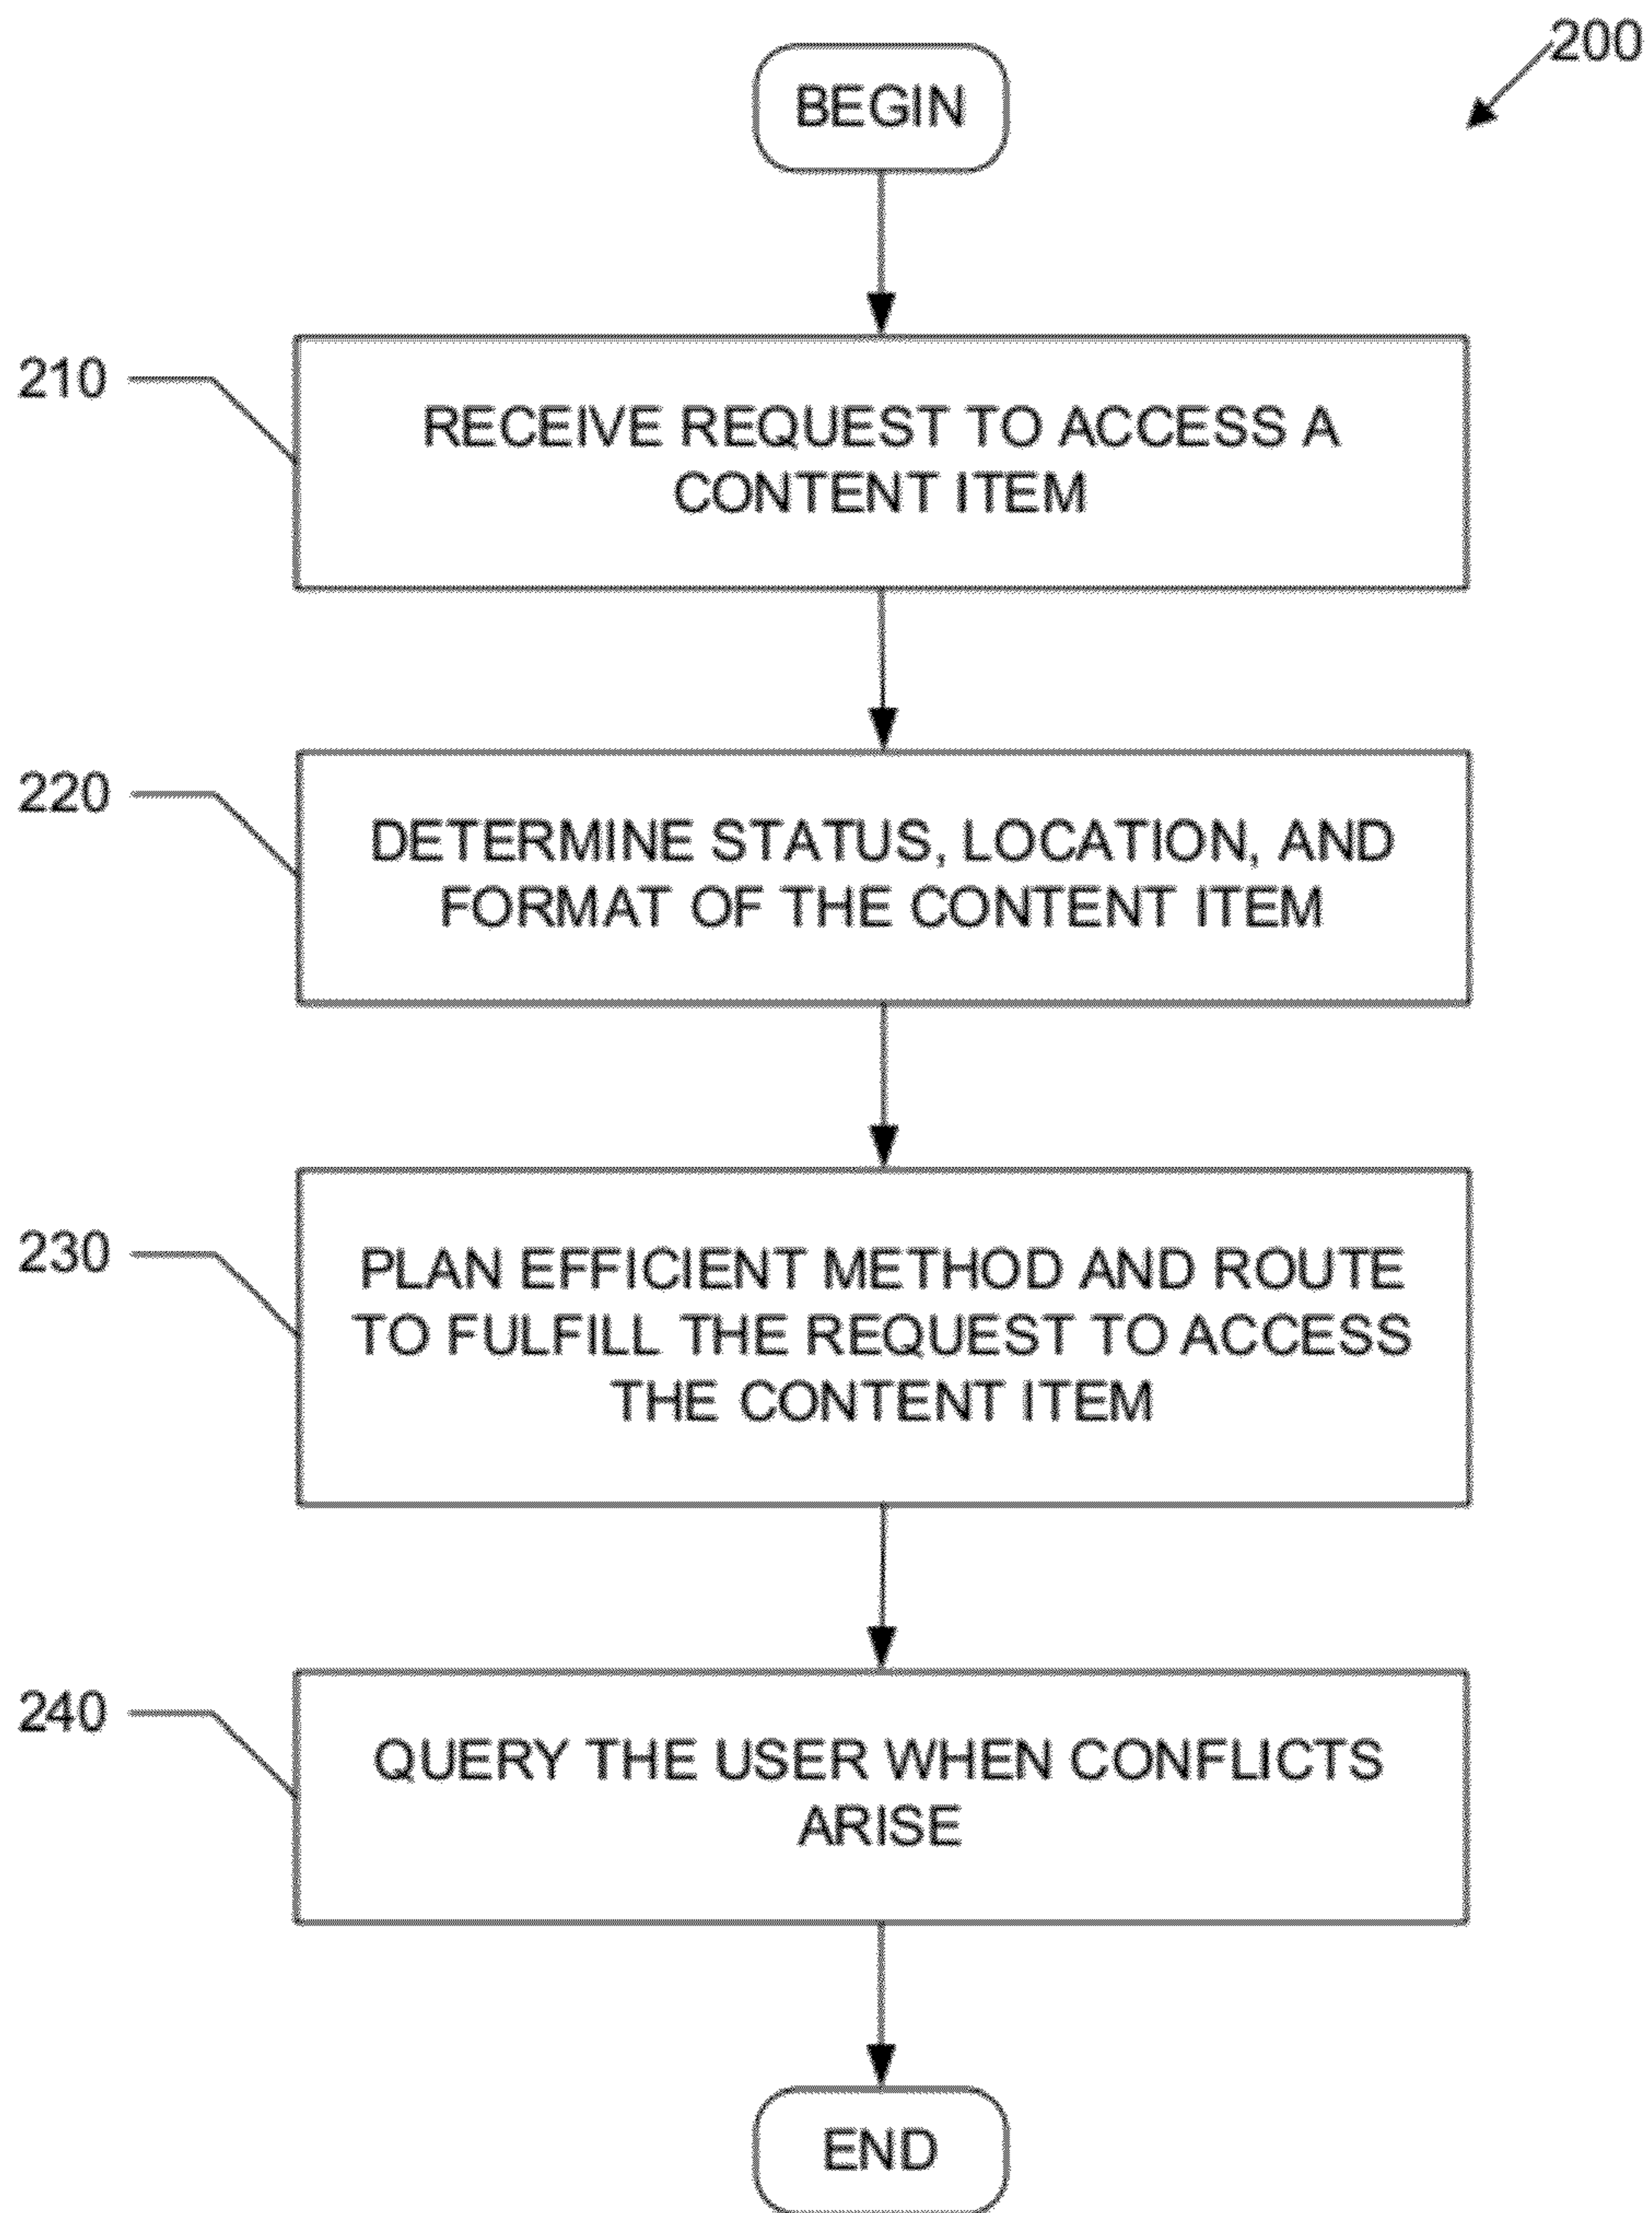 200
BEGIN
210
RECEIVE REQUEST TO ACCESS A
CONTENT ITEM
220
DETERMINE STATUS, LOCATION, AND
FORMAT OF THE CONTENT ITEM
230
PLAN EFFICIENT METHOD AND ROUTE
TO FULFILL THE REQUEST TO ACCESS
THE CONTENT ITEM
240
QUERY THE USER WHEN CONFLICTS
ARISE
END